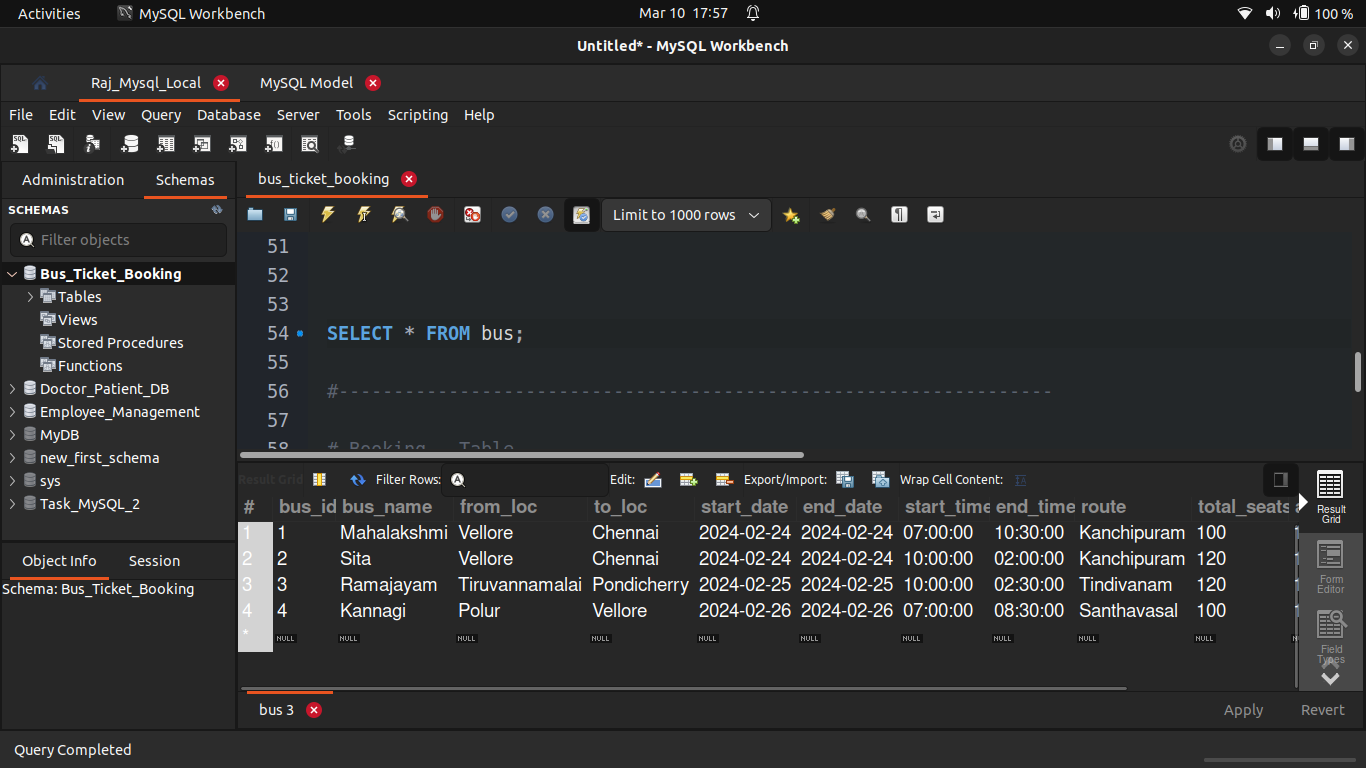 Activities MySQL Workbench Mar 10 17:57 100 %
Untitled* - MySQL Workbench
Raj_Mysql_Local MySQL Model
File Edit View Query Database Server Tools Scripting Help
Administration Schemas
bus_ticket_booking
SCHEMAS
Filter objects
Bus_Ticket_Booking
Tables
Views
Stored Procedures
Functions
Doctor_Patient_DB
Employee_Management
MyDB
new_first_schema
sys
Task_MySQL_2
Object Info Session
Schema: Bus_Ticket_Booking
Limit to 1000 rows
51
52
53
54 SELECT * FROM bus;
55
56 #-----------------------------------------------------------------
57
58 # Booking Table
Result Grid Filter Rows: Edit: Export/Import: Wrap Cell Content:
# bus_id bus_name from_loc to_loc start_date end_date start_time end_time route total_seats
1 1 Mahalakshmi Vellore Chennai 2024-02-24 2024-02-24 07:00:00 10:30:00 Kanchipuram 100
2 2 Sita Vellore Chennai 2024-02-24 2024-02-24 10:00:00 02:00:00 Kanchipuram 120
3 3 Ramajayam Tiruvannamalai Pondicherry 2024-02-25 2024-02-25 10:00:00 02:30:00 Tindivanam 120
4 4 Kannagi Polur Vellore 2024-02-26 2024-02-26 07:00:00 08:30:00 Santhavasal 100
* NULL NULL NULL NULL NULL NULL NULL NULL NULL NULL
Result
Grid
Form
Editor
Field
Types
bus 3 Apply Revert
Query Completed